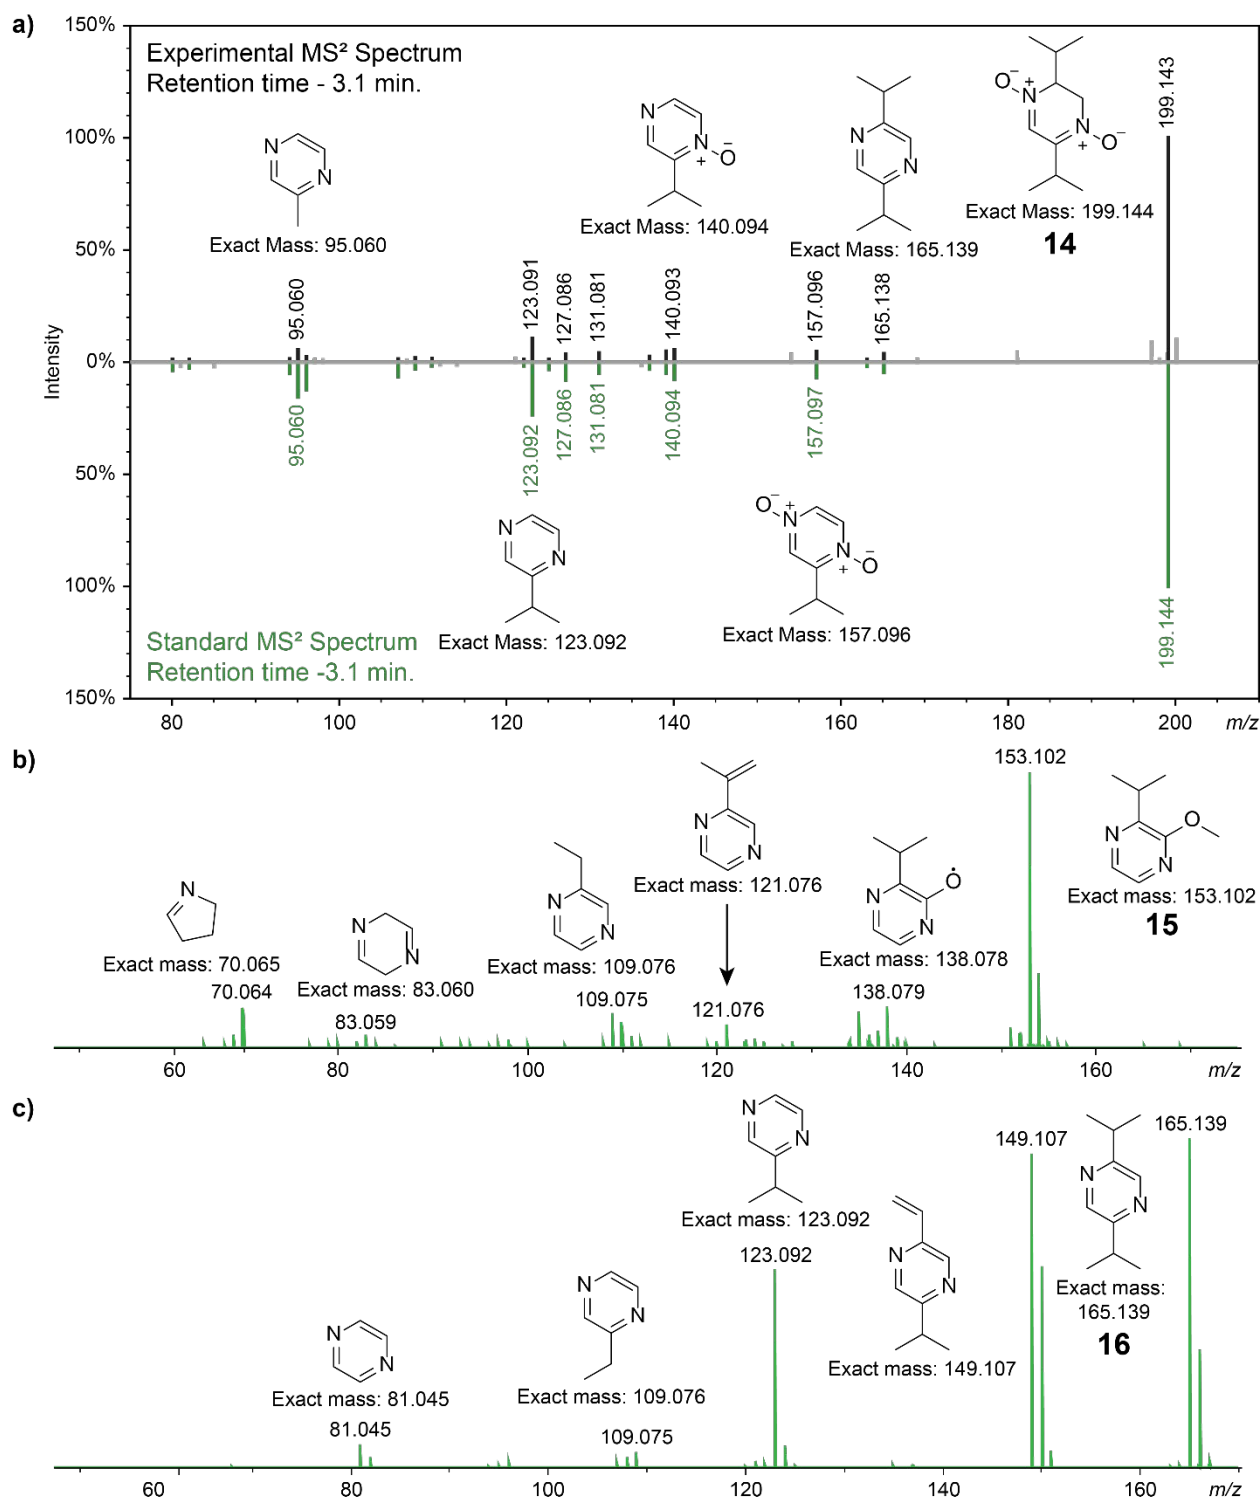 a)
150%
100%
50%
0%
50%
100%
150%
Intensity
Experimental MS² Spectrum
Retention time - 3.1 min.
N
N
Exact Mass: 95.060
N
N
+
O
−
Exact Mass: 140.094
N
N
Exact Mass: 165.139
O
−
+
N
N
+
O
−
Exact Mass: 199.144
14
95.060
123.091
127.086
131.081
140.093
157.096
165.138
199.143
95.060
123.092
127.086
131.081
140.094
157.097
199.144
N
N
Exact Mass: 123.092
O
−
+
N
N
+
O
−
Exact Mass: 157.096
Standard MS² Spectrum
Retention time -3.1 min.
80
100
120
140
160
180
200
m/z
b)
N
Exact mass: 70.065
70.064
N
N
Exact mass: 83.060
83.059
N
N
Exact mass: 109.076
109.075
N
N
Exact mass: 121.076
121.076
N
N
O
•
Exact mass: 138.078
138.079
153.102
N
N
O
Exact mass: 153.102
15
60
80
100
120
140
160
m/z
c)
N
N
Exact mass: 81.045
81.045
N
N
Exact mass: 109.076
109.075
N
N
Exact mass: 123.092
123.092
N
N
Exact mass: 149.107
149.107
N
N
Exact mass:
165.139
16
165.139
60
80
100
120
140
160
m/z